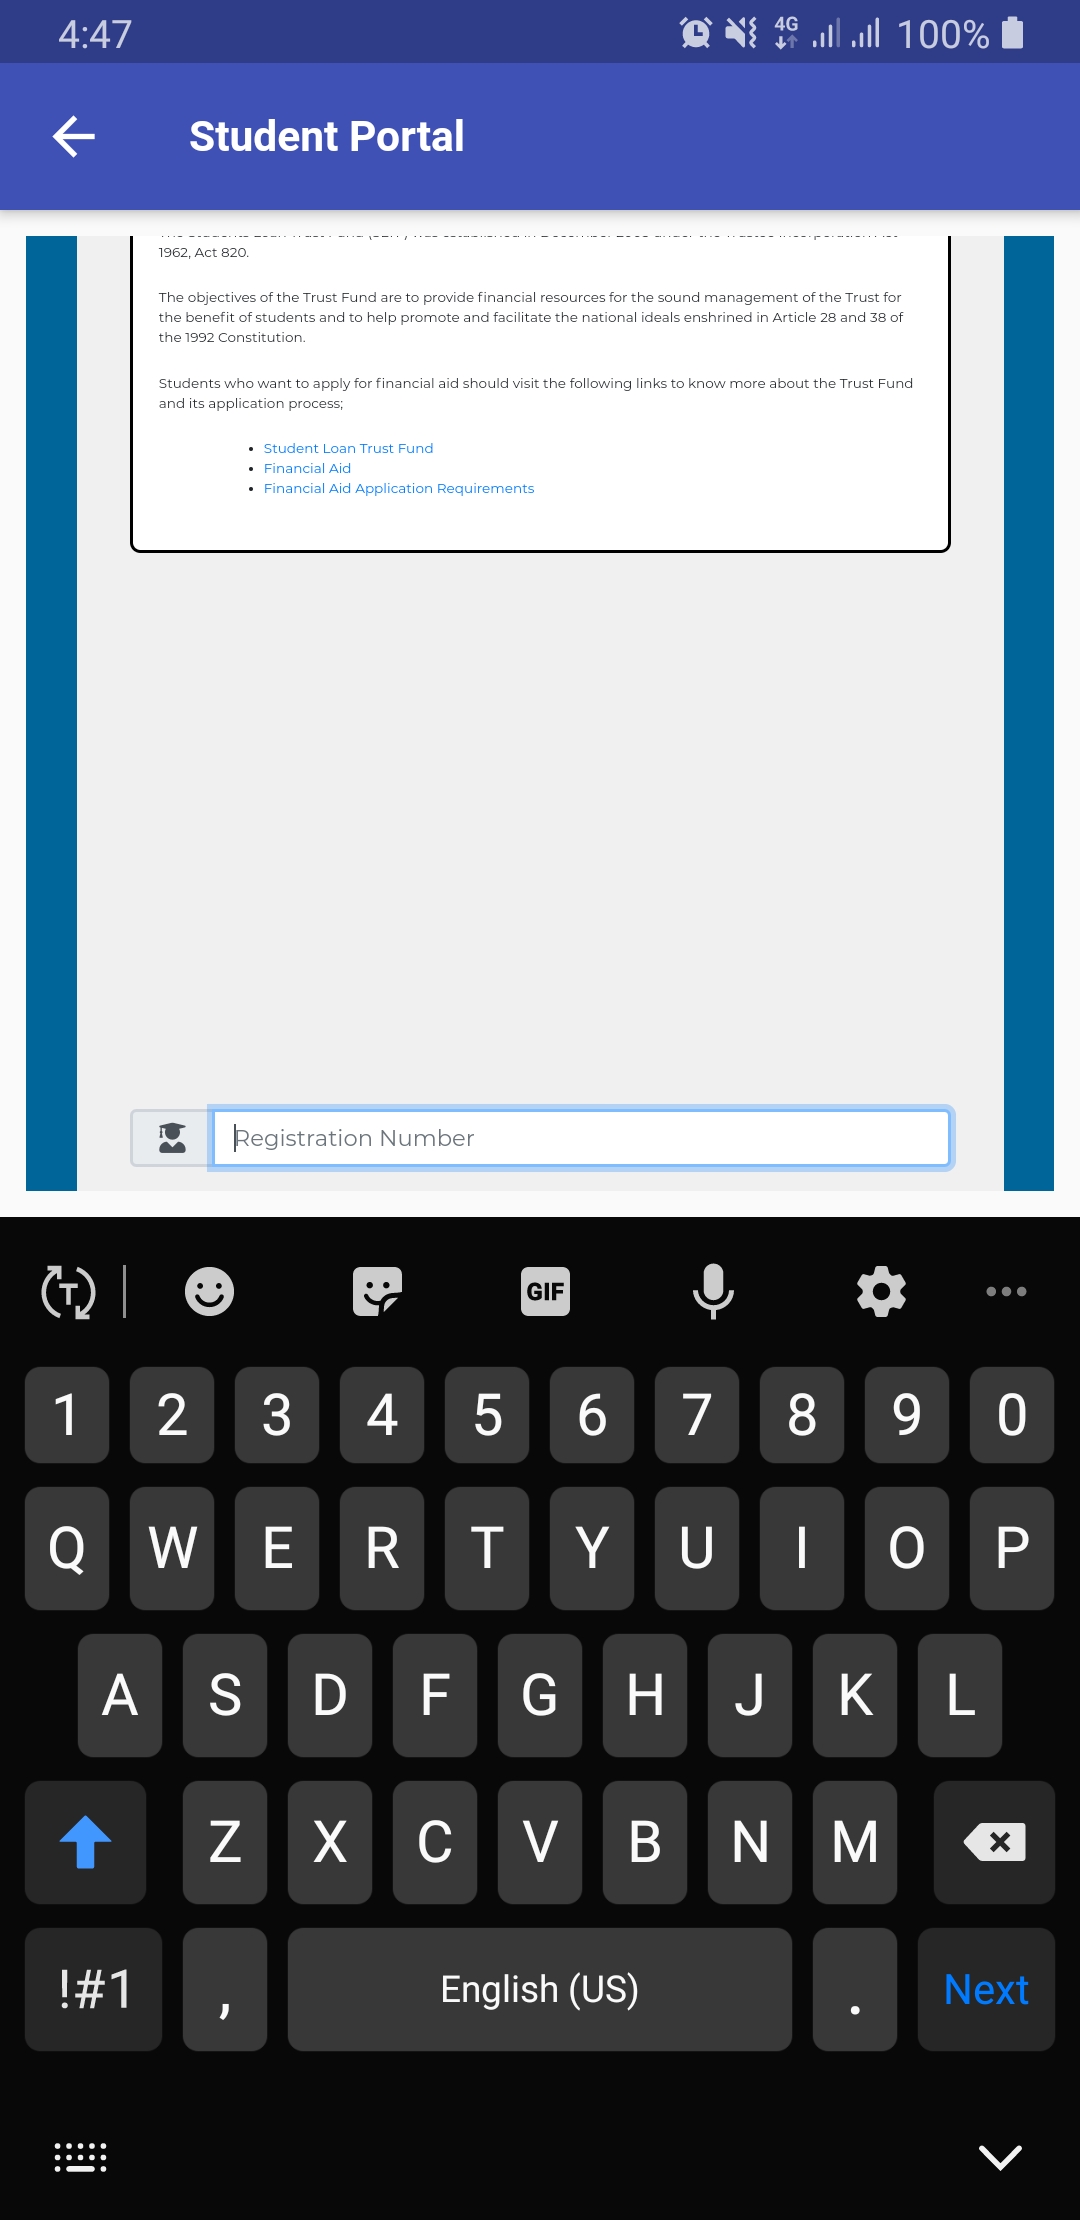 4:47
4G
100%
Student Portal
1962, Act 820.
The objectives of the Trust Fund are to provide financial resources for the sound management of the Trust for
the benefit of students and to help promote and facilitate the national ideals enshrined in Article 28 and 38 of
the 1992 Constitution.
Students who want to apply for financial aid should visit the following links to know more about the Trust Fund
and its application process;
• Student Loan Trust Fund
• Financial Aid
• Financial Aid Application Requirements
Registration Number
T
GIF
1 2 3 4 5 6 7 8 9 0
Q W E R T Y U I O P
A S D F G H J K L
Z X C V B N M
!#1 , English (US) . Next